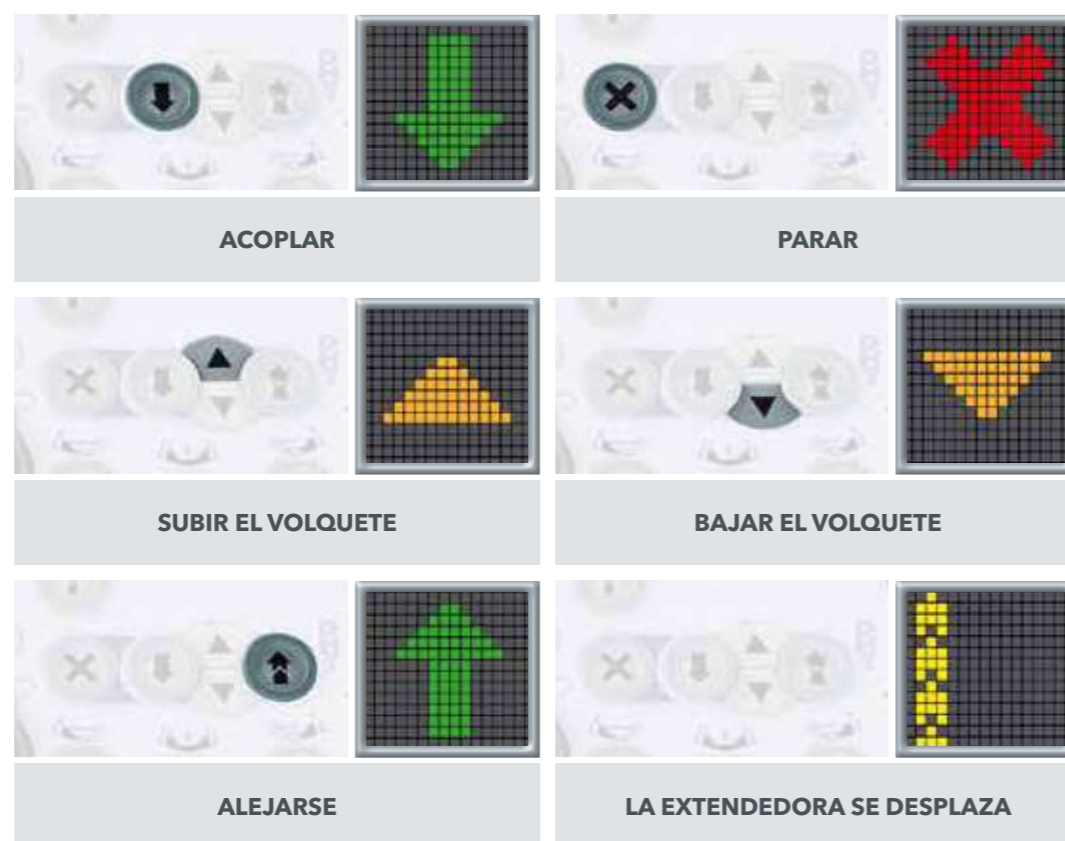 ACOPLAR
PARAR
SUBIR EL VOLQUETE
BAJAR EL VOLQUETE
ALEJARSE
LA EXTENDEDORA SE DESPLAZA